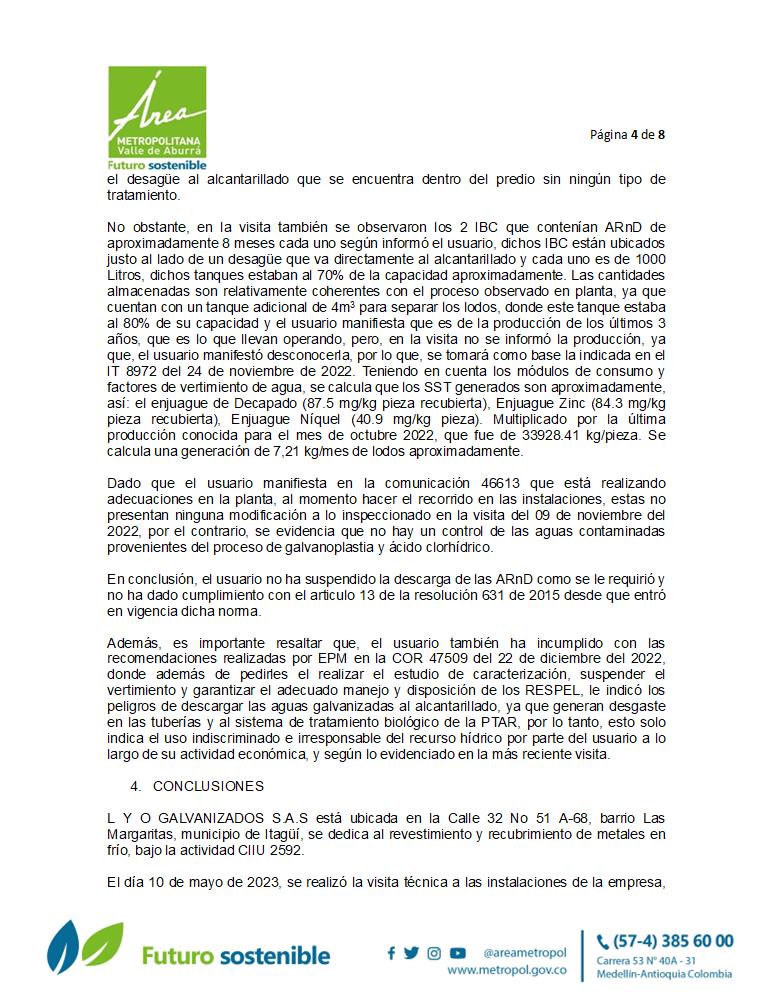 Área
METROPOLITANA
Valle de Aburrá
Futuro sostenible
Página 4 de 8
el desagüe al alcantarillado que se encuentra dentro del predio sin ningún tipo de
tratamiento.
No obstante, en la visita también se observaron los 2 IBC que contenían ARnD de
aproximadamente 8 meses cada uno según informó el usuario, dichos IBC están ubicados
justo al lado de un desagüe que va directamente al alcantarillado y cada uno es de 1000
Litros, dichos tanques estaban al 70% de la capacidad aproximadamente. Las cantidades
almacenadas son relativamente coherentes con el proceso observado en planta, ya que
cuentan con un tanque adicional de 4m³ para separar los lodos, donde este tanque estaba
al 80% de su capacidad y el usuario manifiesta que es de la producción de los últimos 3
años, que es lo que llevan operando, pero, en la visita no se informó la producción, ya
que, el usuario manifestó desconocerla, por lo que, se tomará como base la indicada en el
IT 8972 del 24 de noviembre de 2022. Teniendo en cuenta los módulos de consumo y
factores de vertimiento de agua, se calcula que los SST generados son aproximadamente,
así: el enjuague de Decapado (87.5 mg/kg pieza recubierta), Enjuague Zinc (84.3 mg/kg
pieza recubierta), Enjuague Níquel (40.9 mg/kg pieza). Multiplicado por la última
producción conocida para el mes de octubre 2022, que fue de 33928.41 kg/pieza. Se
calcula una generación de 7,21 kg/mes de lodos aproximadamente.
Dado que el usuario manifiesta en la comunicación 46613 que está realizando
adecuaciones en la planta, al momento hacer el recorrido en las instalaciones, estas no
presentan ninguna modificación a lo inspeccionado en la visita del 09 de noviembre del
2022, por el contrario, se evidencia que no hay un control de las aguas contaminadas
provenientes del proceso de galvanoplastia y ácido clorhídrico.
En conclusión, el usuario no ha suspendido la descarga de las ARnD como se le requirió y
no ha dado cumplimiento con el articulo 13 de la resolución 631 de 2015 desde que entró
en vigencia dicha norma.
Además, es importante resaltar que, el usuario también ha incumplido con las
recomendaciones realizadas por EPM en la COR 47509 del 22 de diciembre del 2022,
donde además de pedirles el realizar el estudio de caracterización, suspender el
vertimiento y garantizar el adecuado manejo y disposición de los RESPEL, le indicó los
peligros de descargar las aguas galvanizadas al alcantarillado, ya que generan desgaste
en las tuberías y al sistema de tratamiento biológico de la PTAR, por lo tanto, esto solo
indica el uso indiscriminado e irresponsable del recurso hídrico por parte del usuario a lo
largo de su actividad económica, y según lo evidenciado en la más reciente visita.
4. CONCLUSIONES
L Y O GALVANIZADOS S.A.S está ubicada en la Calle 32 No 51 A-68, barrio Las
Margaritas, municipio de Itagüí, se dedica al revestimiento y recubrimiento de metales en
frío, bajo la actividad CIIU 2592.
El día 10 de mayo de 2023, se realizó la visita técnica a las instalaciones de la empresa,
Futuro sostenible
@areametropol
www.metropol.gov.co
(57-4) 385 60 00
Carrera 53 N° 40A - 31
Medellín-Antioquia Colombia